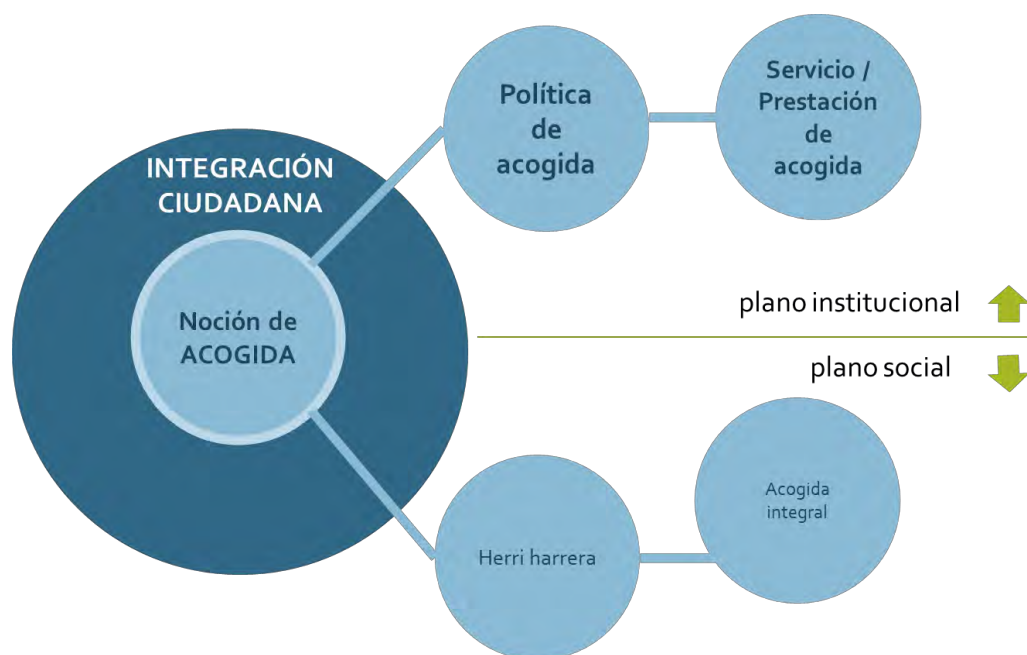 INTEGRACIÓN
CIUDADANA
Noción de
ACOGIDA
Política
de
acogida
Servicio /
Prestación
de
acogida
plano institucional
plano social
Herri harrera
Acogida
integral